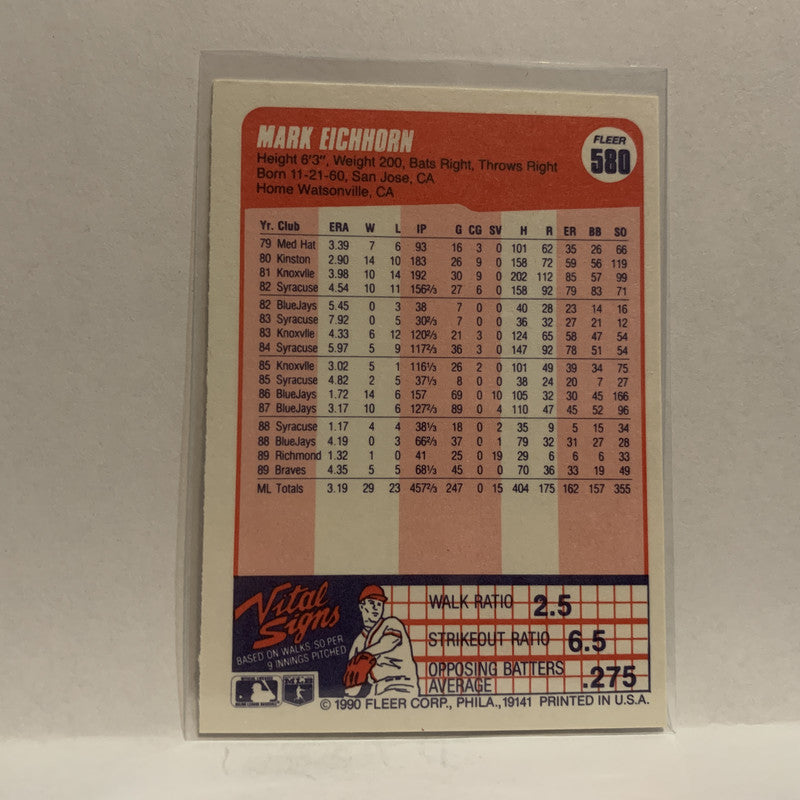 MARK EICHHORN
FLEER
580
Height 6'3", Weight 200, Bats Right, Throws Right
Born 11-21-60, San Jose, CA
Home Watsonville, CA
Yr. Club ERA W L IP G CG SV H R ER BB SO
79 Med Hat 3.39 7 6 93 16 3 0 101 62 35 26 66
80 Kinston 2.90 14 10 183 26 9 0 158 72 59 56 119
81 Knoxvlle 3.98 10 14 192 30 9 0 202 112 85 57 99
82 Syracuse 4.54 10 11 156⅔ 27 6 0 158 92 79 83 71
82 BlueJays 5.45 0 3 38 7 0 0 40 28 23 14 16
83 Syracuse 7.92 0 5 30⅔ 7 0 0 36 32 27 21 12
83 Knoxvlle 4.33 6 12 120⅔ 21 3 0 124 65 58 47 54
84 Syracuse 5.97 5 9 117⅔ 36 3 0 147 92 78 51 54
85 Knoxvlle 3.02 5 1 116⅓ 26 2 0 101 49 39 34 75
85 Syracuse 4.82 2 5 37⅓ 8 0 0 38 24 20 7 27
86 BlueJays 1.72 14 6 157 69 0 10 105 32 30 45 166
87 BlueJays 3.17 10 6 127⅔ 89 0 4 110 47 45 52 96
88 Syracuse 1.17 4 4 38⅓ 18 0 2 35 9 5 15 34
88 BlueJays 4.19 0 3 66⅔ 37 0 1 79 32 31 27 28
89 Richmond 1.32 1 0 41 25 0 19 29 6 6 6 33
89 Braves 4.35 5 5 68⅓ 45 0 0 70 36 33 19 49
ML Totals 3.19 29 23 457⅔ 247 0 15 404 175 162 157 355
Vital Signs
BASED ON WALKS/SO PER
9 INNINGS PITCHED
WALK RATIO 2.5
STRIKEOUT RATIO 6.5
OPPOSING BATTERS
AVERAGE .275
© 1990 FLEER CORP., PHILA., 19141 PRINTED IN U.S.A.